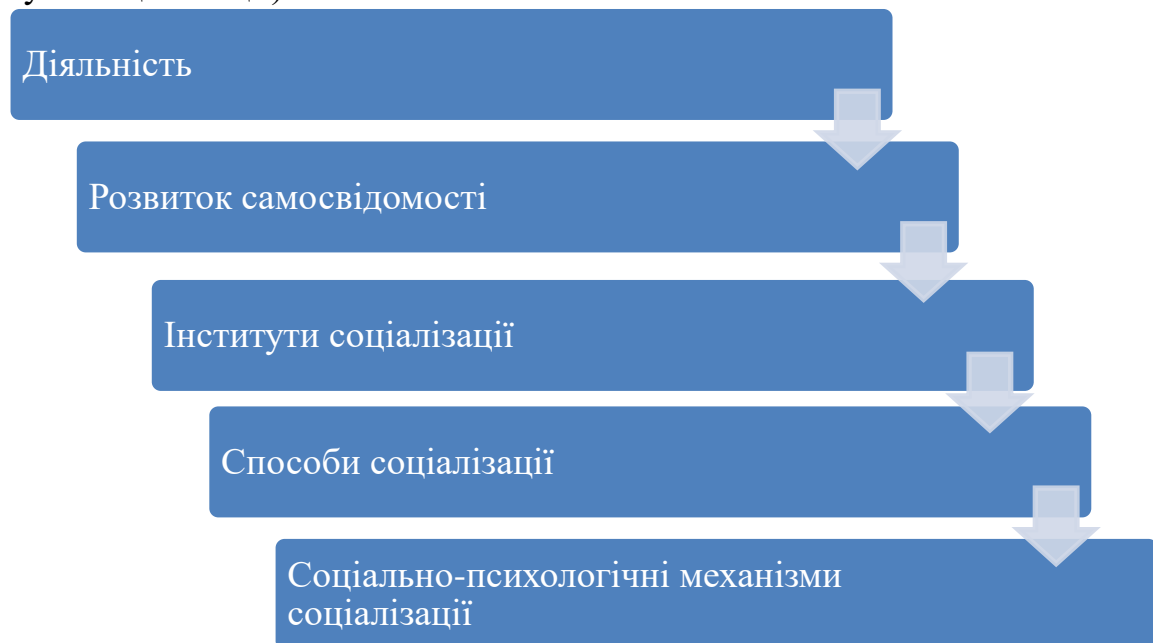 Діяльність
Розвиток самосвідомості
Інститути соціалізації
Способи соціалізації
Соціально-психологічні механізми
соціалізації